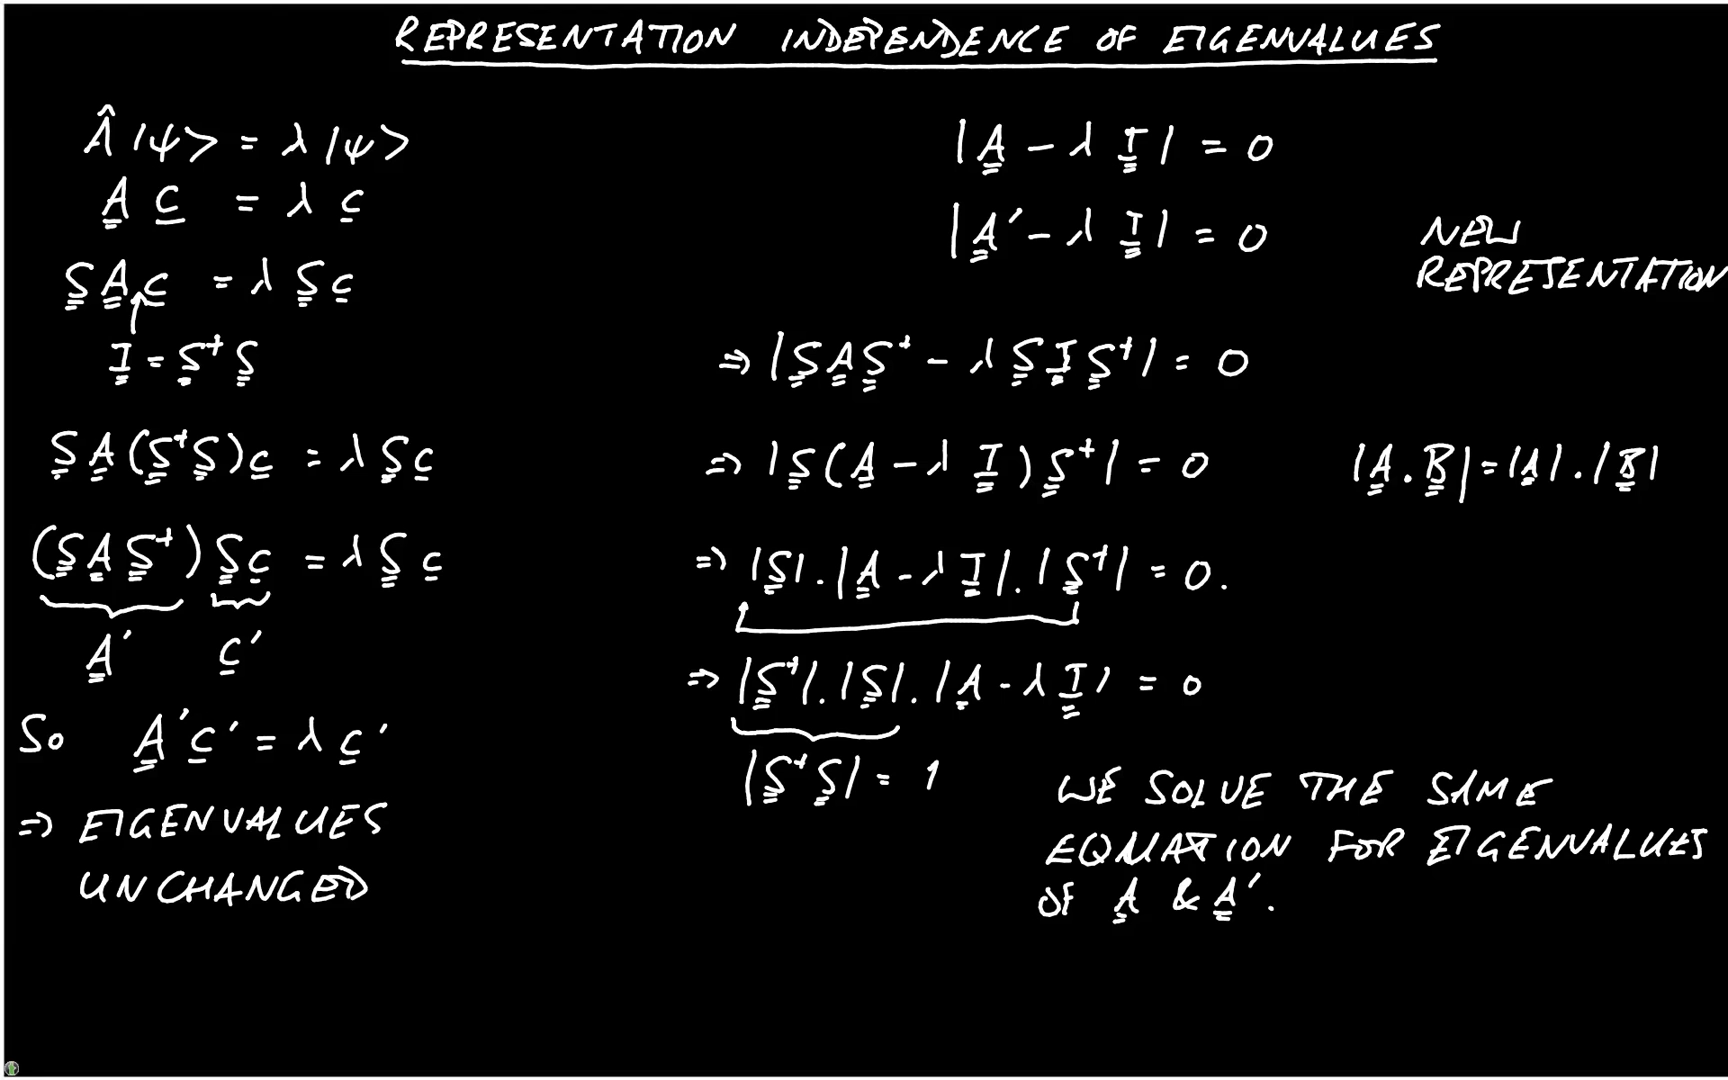 REPRESENTATION INDEPENDENCE OF EIGENVALUES
Â|ψ> = λ|ψ>
A c = λ c
S A c = λ S c
I = S⁺ S
S A (S⁺ S) c = λ S c
(S A S⁺) S c = λ S c
A′ c′
So A′ c′ = λ c′
⇒ EIGENVALUES
UNCHANGED
|A - λ I| = 0
|A′ - λ I| = 0
NEW
REPRESENTATION
⇒ |S A S⁺ - λ S I S⁺| = 0
⇒ |S (A - λ I) S⁺| = 0
|A . B| = |A| . |B|
⇒ |S| . |A - λ I| . |S⁺| = 0.
⇒ |S⁺| . |S| . |A - λ I| = 0
|S⁺ S| = 1
WE SOLVE THE SAME
EQUATION FOR EIGENVALUES
OF A & A′.